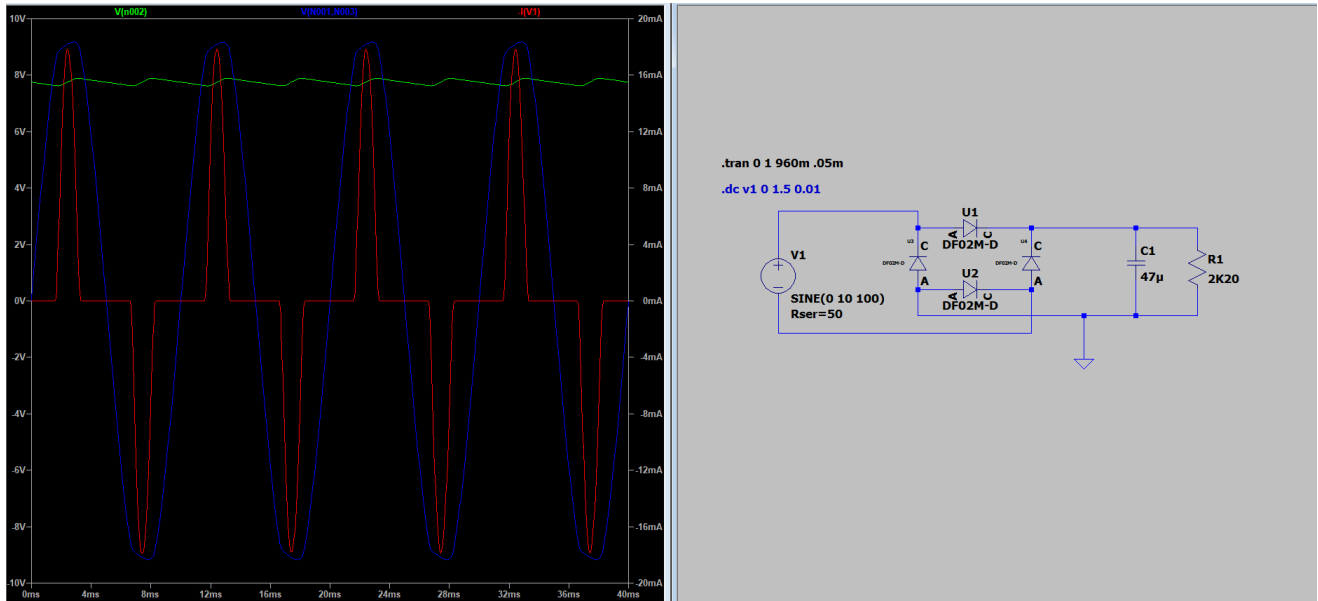 V(n002) V(N001,N003) I(V1)
10V 20mA
8V 16mA
6V 12mA
4V 8mA
2V 4mA
0V 0mA
-2V -4mA
-4V -8mA
-6V -12mA
-8V -16mA
-10V -20mA
0ms 4ms 8ms 12ms 16ms 20ms 24ms 28ms 32ms 36ms 40ms
.tran 0 1 960m .05m
.dc v1 0 1.5 0.01
U1
A C
DF02M-D
C
DF02M-D
A
U4
C
DF02M-D
A
U2
A C
DF02M-D
V1
SINE(0 10 100)
Rser=50
C1
47µ
R1
2K20